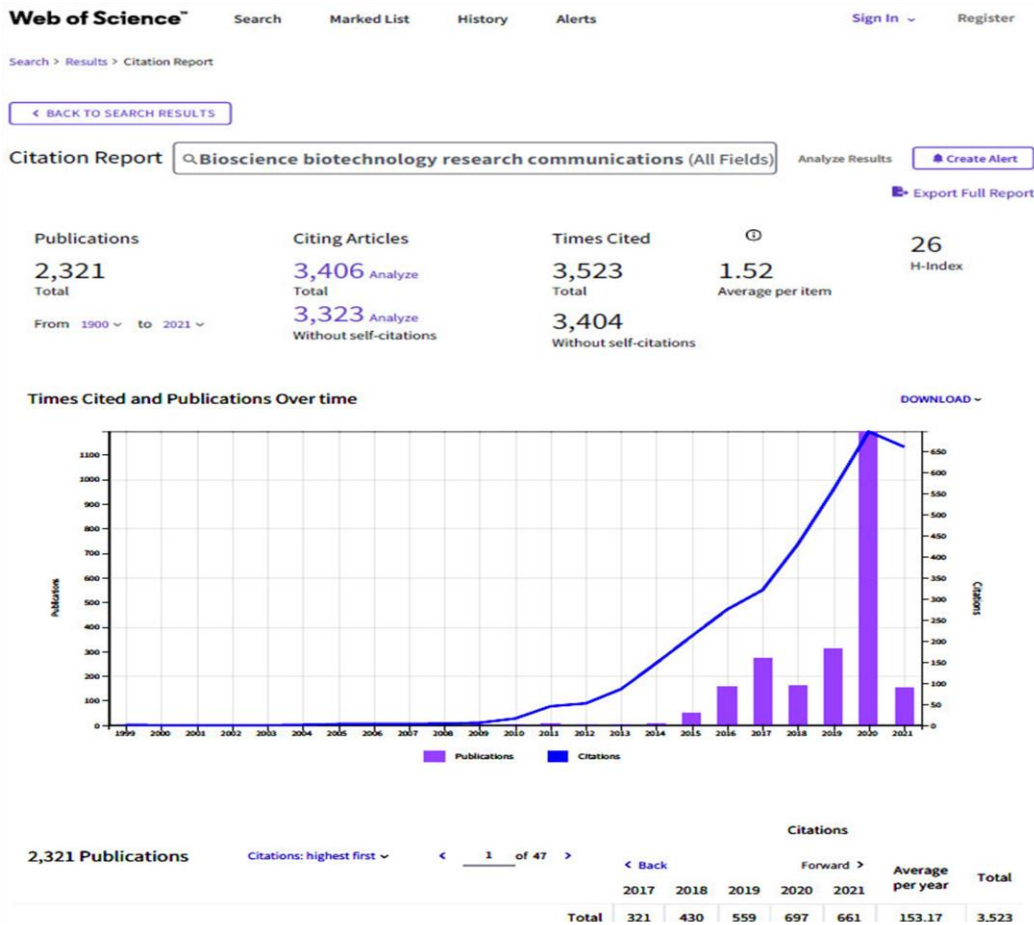 Web of Science™ Search Marked List History Alerts Sign In Register
Search > Results > Citation Report
< BACK TO SEARCH RESULTS
Citation Report Bioscience biotechnology research communications (All Fields) Analyze Results Create Alert
Export Full Report
Publications Citing Articles Times Cited
2,321 3,406 Analyze 3,523 1.52 26
Total Total Total Average per item H-Index
From 1900 to 2021 3,323 Analyze 3,404
Without self-citations Without self-citations
Times Cited and Publications Over time DOWNLOAD
1100
1000
900
800
700
600
500
400
300
200
100
0
Publications
650
600
550
500
450
400
350
300
250
200
150
100
50
0
Citations
1999 2000 2001 2002 2003 2004 2005 2006 2007 2008 2009 2010 2011 2012 2013 2014 2015 2016 2017 2018 2019 2020 2021
Publications Citations
Citations
2,321 Publications Citations: highest first < 1 of 47 > < Back Forward > Average per year Total
2017 2018 2019 2020 2021
Total 321 430 559 697 661 153.17 3,523